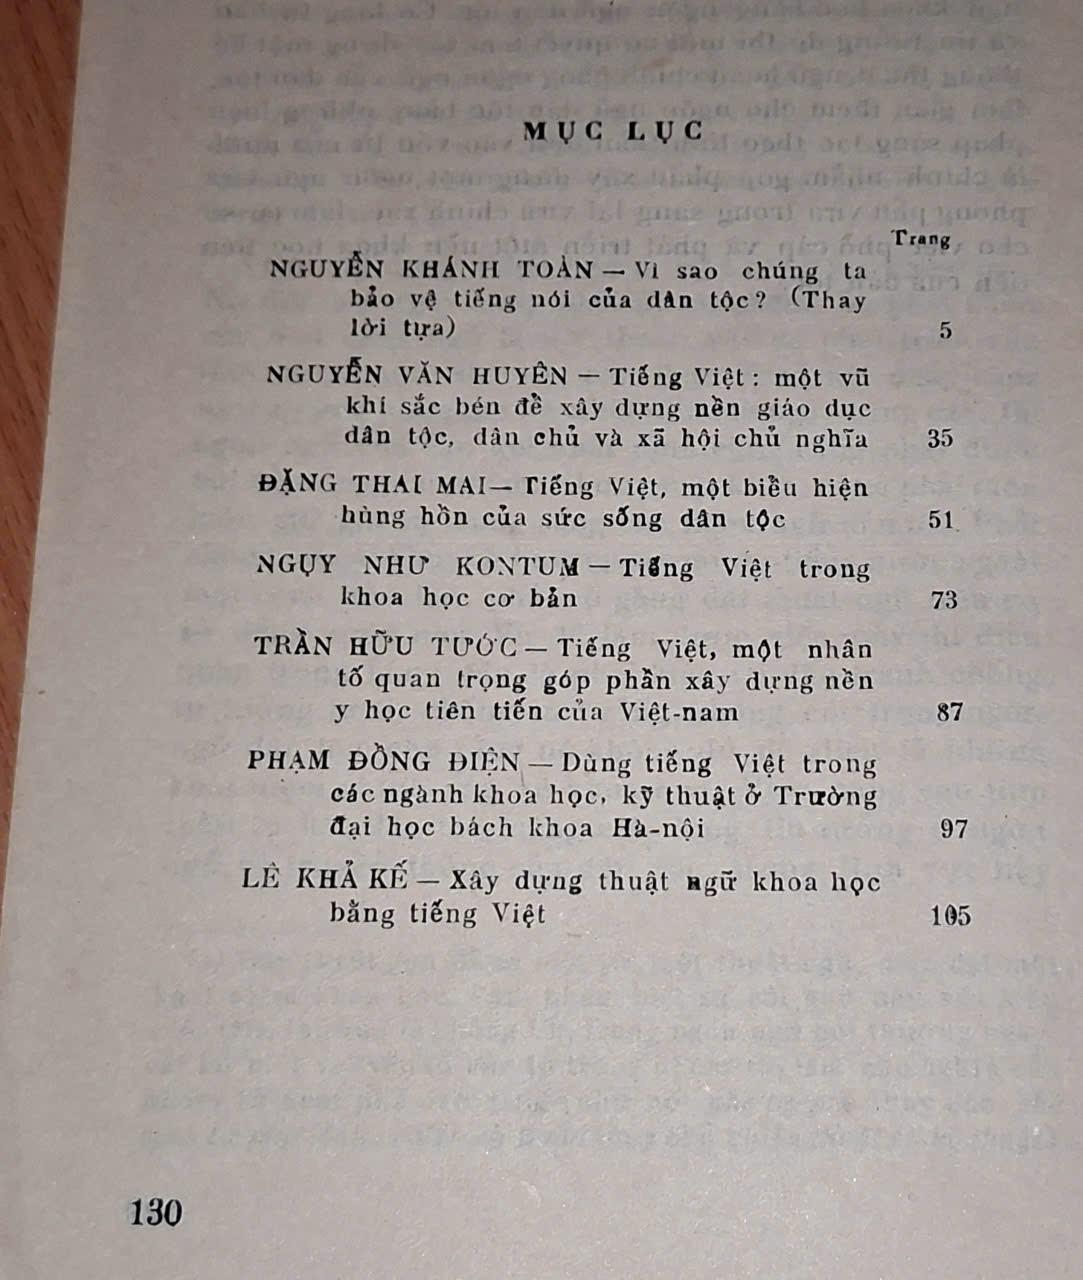 MỤC LỤC
Trang
NGUYỄN KHÁNH TOÀN — Vì sao chúng ta
bảo vệ tiếng nói của dân tộc? (Thay
lời tựa) 5
NGUYỄN VĂN HUYÊN — Tiếng Việt : một vũ
khí sắc bén để xây dựng nền giáo dục
dân tộc, dân chủ và xã hội chủ nghĩa 35
ĐẶNG THAI MAI — Tiếng Việt, một biểu hiện
hùng hồn của sức sống dân tộc 51
NGỤY NHƯ KONTUM — Tiếng Việt trong
khoa học cơ bản 73
TRẦN HỮU TƯỚC — Tiếng Việt, một nhân
tố quan trọng góp phần xây dựng nền
y học tiên tiến của Việt-nam 87
PHẠM ĐỒNG ĐIỆN — Dùng tiếng Việt trong
các ngành khoa học, kỹ thuật ở Trường
đại học bách khoa Hà-nội 97
LÊ KHẢ KẾ — Xây dựng thuật ngữ khoa học
bằng tiếng Việt 105
130